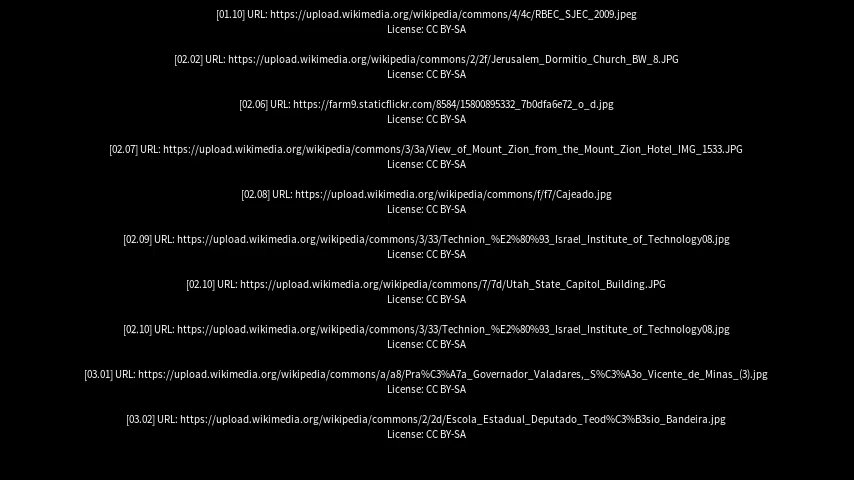 [01.10] URL: https://upload.wikimedia.org/wikipedia/commons/4/4c/RBEC_SJEC_2009.jpeg
License: CC BY-SA
[02.02] URL: https://upload.wikimedia.org/wikipedia/commons/2/2f/Jerusalem_Dormitio_Church_BW_8.JPG
License: CC BY-SA
[02.06] URL: https://farm9.staticflickr.com/8584/15800895332_7b0dfa6e72_o_d.jpg
License: CC BY-SA
[02.07] URL: https://upload.wikimedia.org/wikipedia/commons/3/3a/View_of_Mount_Zion_from_the_Mount_Zion_Hotel_IMG_1533.JPG
License: CC BY-SA
[02.08] URL: https://upload.wikimedia.org/wikipedia/commons/f/f7/Cajeado.jpg
License: CC BY-SA
[02.09] URL: https://upload.wikimedia.org/wikipedia/commons/3/33/Technion_%E2%80%93_Israel_Institute_of_Technology08.jpg
License: CC BY-SA
[02.10] URL: https://upload.wikimedia.org/wikipedia/commons/7/7d/Utah_State_Capitol_Building.JPG
License: CC BY-SA
[02.10] URL: https://upload.wikimedia.org/wikipedia/commons/3/33/Technion_%E2%80%93_Israel_Institute_of_Technology08.jpg
License: CC BY-SA
[03.01] URL: https://upload.wikimedia.org/wikipedia/commons/a/a8/Pra%C3%A7a_Governador_Valadares,_S%C3%A3o_Vicente_de_Minas_(3).jpg
License: CC BY-SA
[03.02] URL: https://upload.wikimedia.org/wikipedia/commons/2/2d/Escola_Estadual_Deputado_Teod%C3%B3sio_Bandeira.jpg
License: CC BY-SA